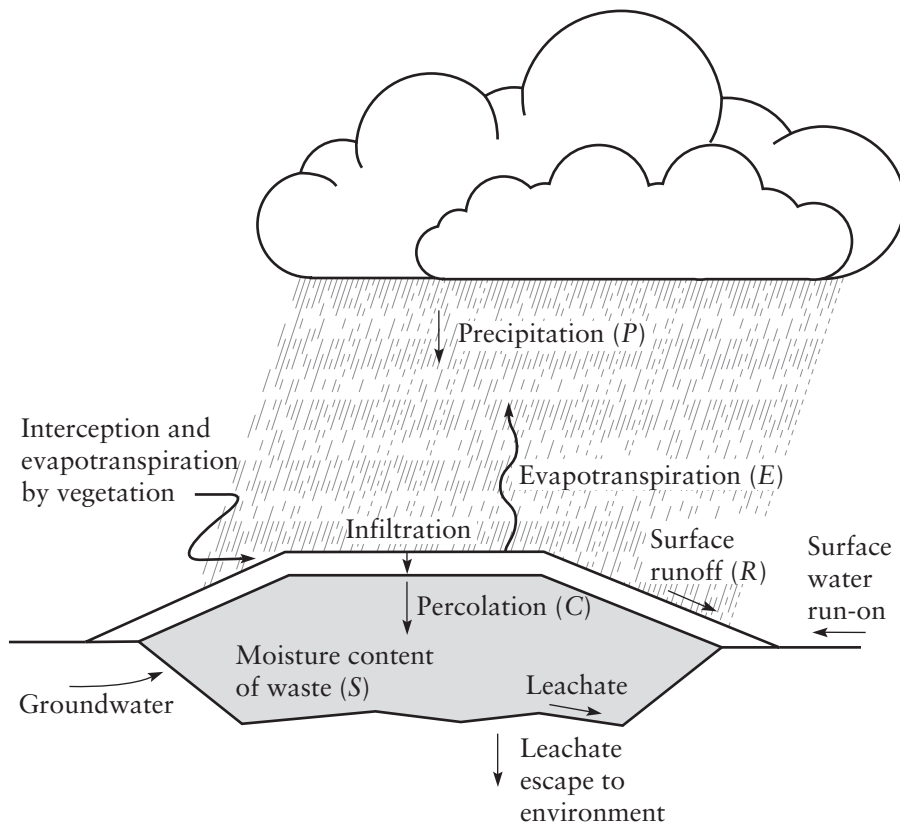 Precipitation (P)
Interception and
evapotranspiration
by vegetation
Evapotranspiration (E)
Infiltration
Surface
runoff (R)
Surface
water
run-on
Percolation (C)
Moisture content
of waste (S)
Leachate
Groundwater
Leachate
escape to
environment